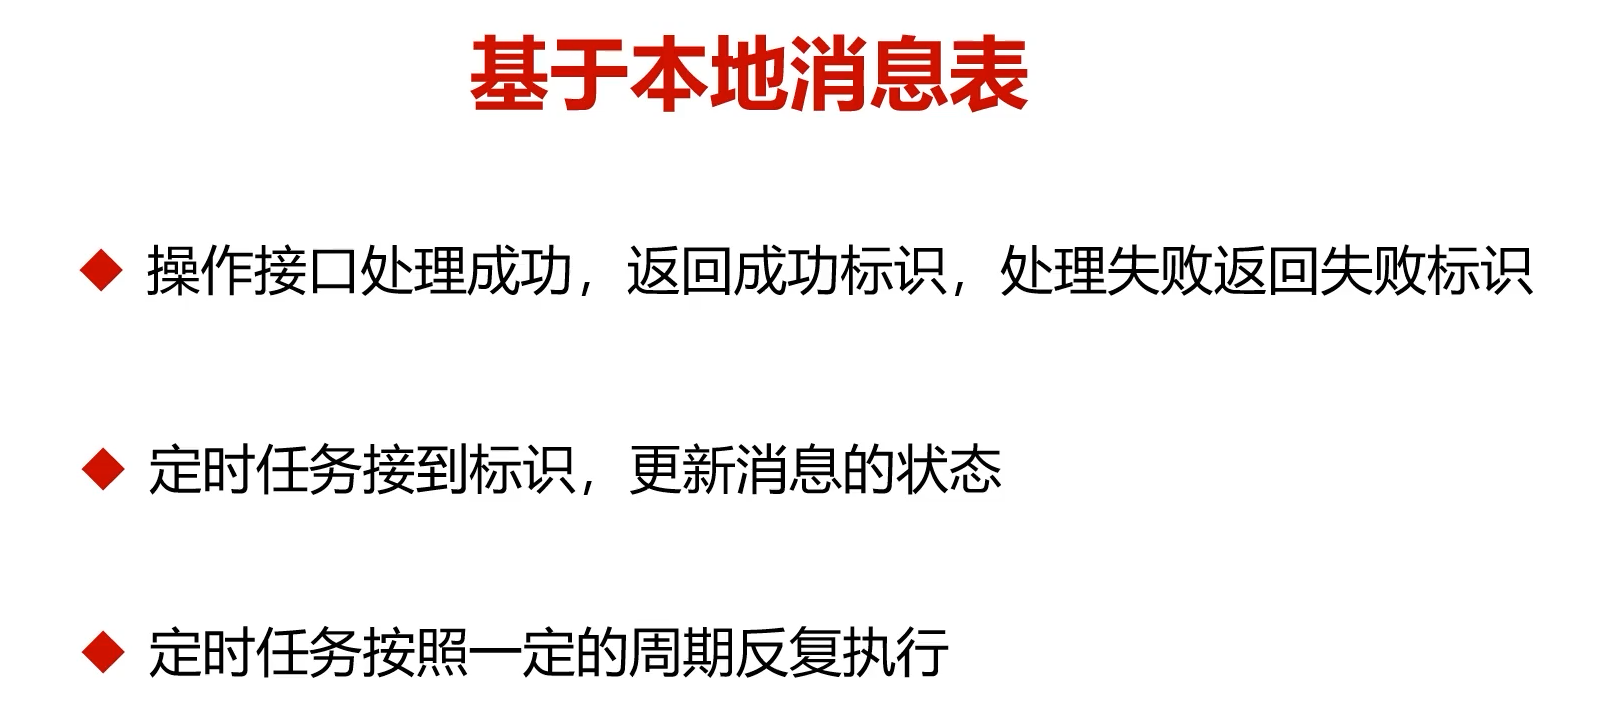 基于本地消息表
操作接口处理成功，返回成功标识，处理失败返回失败标识
定时任务接到标识，更新消息的状态
定时任务按照一定的周期反复执行